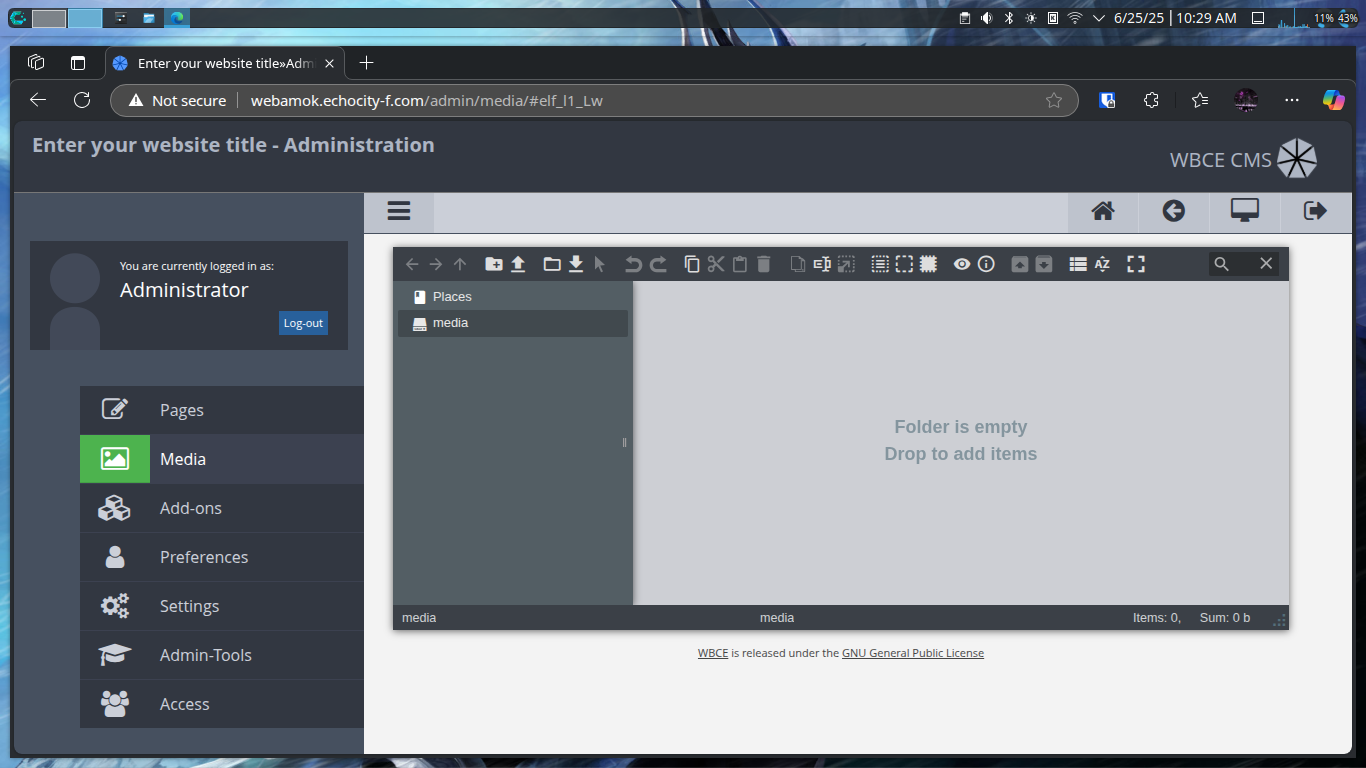 6/25/25 10:29 AM
11% 43%
Enter your website title»Adm
Not secure
webamok.echocity-f.com/admin/media/#elf_l1_Lw
Enter your website title - Administration
WBCE CMS
You are currently logged in as:
Administrator
Log-out
Pages
Media
Add-ons
Preferences
Settings
Admin-Tools
Access
Places
media
Folder is empty
Drop to add items
media
media
Items: 0,
Sum: 0 b
WBCE is released under the GNU General Public License